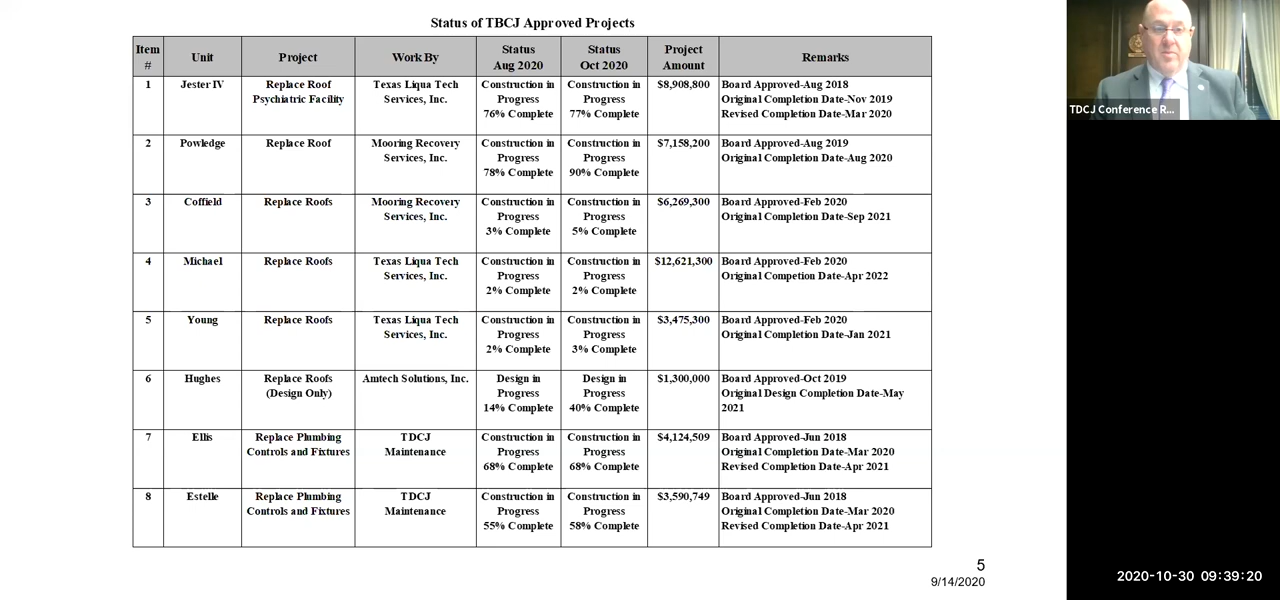 Status of TBCJ Approved Projects
Item # Unit Project Work By Status Aug 2020 Status Oct 2020 Project Amount Remarks
1 Jester IV Replace Roof Psychiatric Facility Texas Liqua Tech Services, Inc. Construction in Progress 76% Complete Construction in Progress 77% Complete $8,908,800 Board Approved-Aug 2018 Original Completion Date-Nov 2019 Revised Completion Date-Mar 2020
2 Powledge Replace Roof Mooring Recovery Services, Inc. Construction in Progress 78% Complete Construction in Progress 90% Complete $7,158,200 Board Approved-Aug 2019 Original Completion Date-Aug 2020
3 Coffield Replace Roofs Mooring Recovery Services, Inc. Construction in Progress 3% Complete Construction in Progress 5% Complete $6,269,300 Board Approved-Feb 2020 Original Completion Date-Sep 2021
4 Michael Replace Roofs Texas Liqua Tech Services, Inc. Construction in Progress 2% Complete Construction in Progress 2% Complete $12,621,300 Board Approved-Feb 2020 Original Competion Date-Apr 2022
5 Young Replace Roofs Texas Liqua Tech Services, Inc. Construction in Progress 2% Complete Construction in Progress 3% Complete $3,475,300 Board Approved-Feb 2020 Original Completion Date-Jan 2021
6 Hughes Replace Roofs (Design Only) Amtech Solutions, Inc. Design in Progress 14% Complete Design in Progress 40% Complete $1,300,000 Board Approved-Oct 2019 Original Design Completion Date-May 2021
7 Ellis Replace Plumbing Controls and Fixtures TDCJ Maintenance Construction in Progress 68% Complete Construction in Progress 68% Complete $4,124,509 Board Approved-Jun 2018 Original Completion Date-Mar 2020 Revised Completion Date-Apr 2021
8 Estelle Replace Plumbing Controls and Fixtures TDCJ Maintenance Construction in Progress 55% Complete Construction in Progress 58% Complete $3,590,749 Board Approved-Jun 2018 Original Completion Date-Mar 2020 Revised Completion Date-Apr 2021
5
9/14/2020
TDCJ Conference R...
2020-10-30 09:39:20